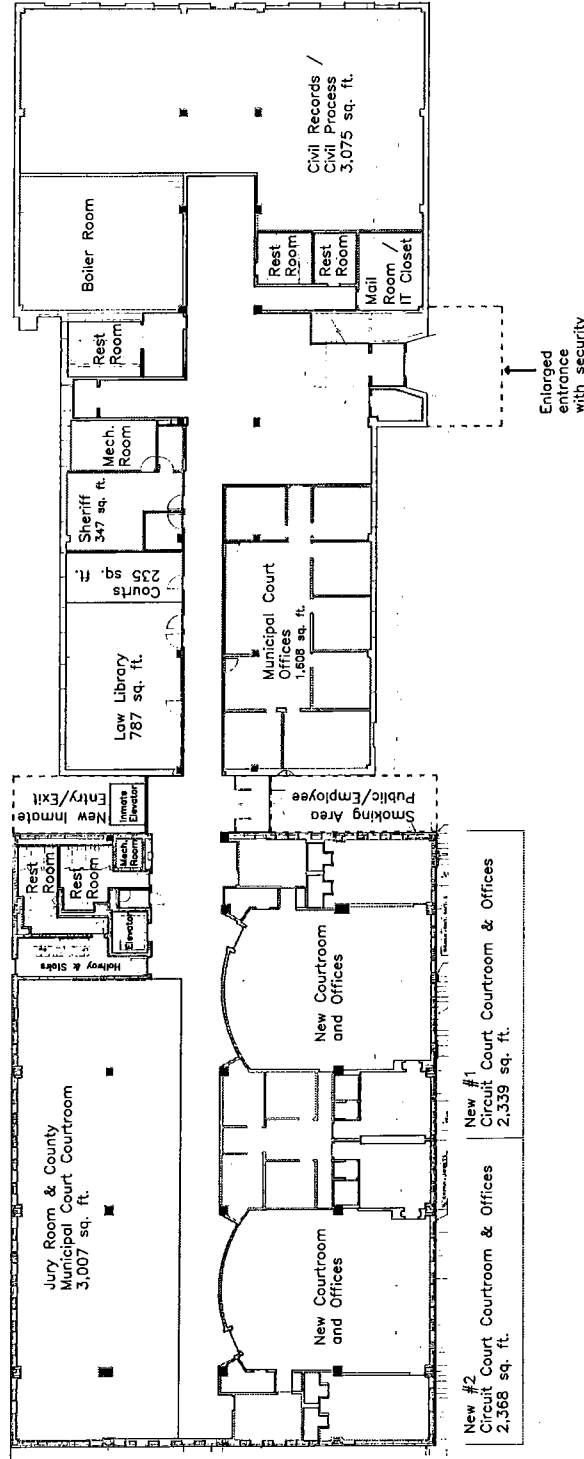 Jury Room & County
Municipal Court Courtroom
3,007 sq. ft.
Hallway & Stairs
Rest
Room
Rest
Room
Elevator
Mech.
Room
New Inmate
Entry/Exit
Inmate
Elevator
Law Library
787 sq. ft.
Courts
235 sq. ft.
Sheriff
347 sq. ft.
Mech.
Room
Rest
Room
Boiler Room
Civil Records /
Civil Process
3,075 sq. ft.
Rest
Room
Rest
Room
Mail
Room /
IT Closet
Enlarged
entrance
with security
Municipal Court
Offices
1,608 sq. ft.
Smoking Area
Public/Employee
New Courtroom
and Offices
New Courtroom
and Offices
New #2
Circuit Court Courtroom & Offices
2,368 sq. ft.
New #1
Circuit Court Courtroom & Offices
2,339 sq. ft.